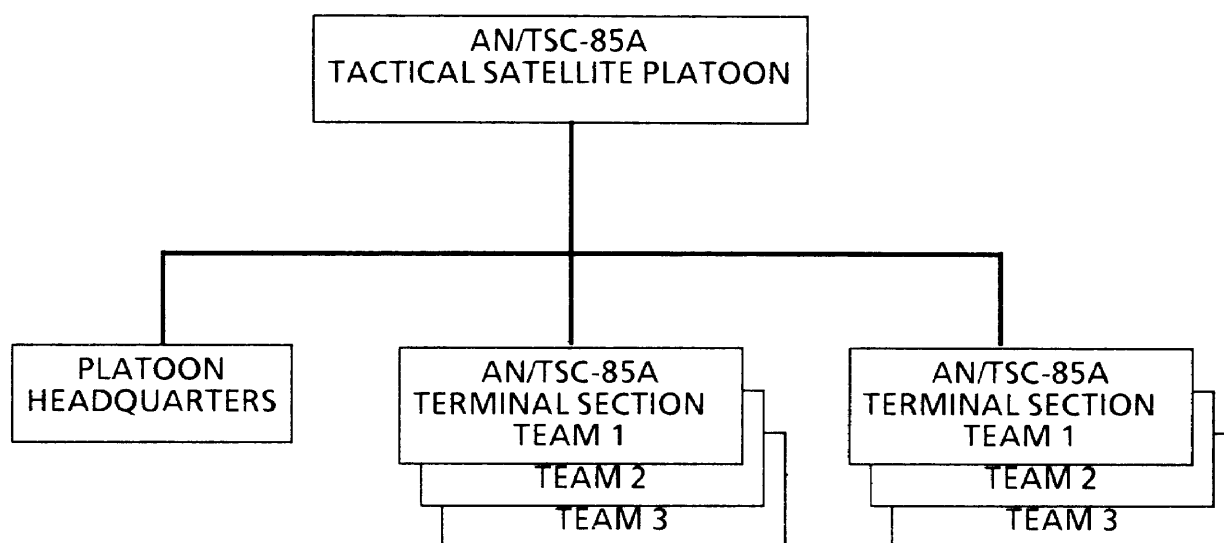 AN/TSC-85A
TACTICAL SATELLITE PLATOON
PLATOON
HEADQUARTERS
AN/TSC-85A
TERMINAL SECTION
TEAM 1
TEAM 2
TEAM 3
AN/TSC-85A
TERMINAL SECTION
TEAM 1
TEAM 2
TEAM 3